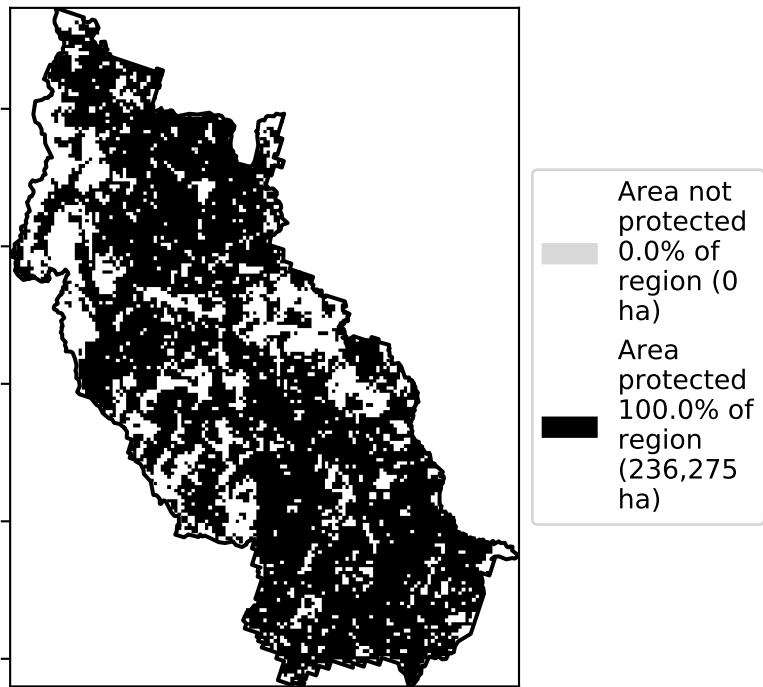 Area not
protected
0.0% of
region (0
ha)
Area
protected
100.0% of
region
(236,275
ha)